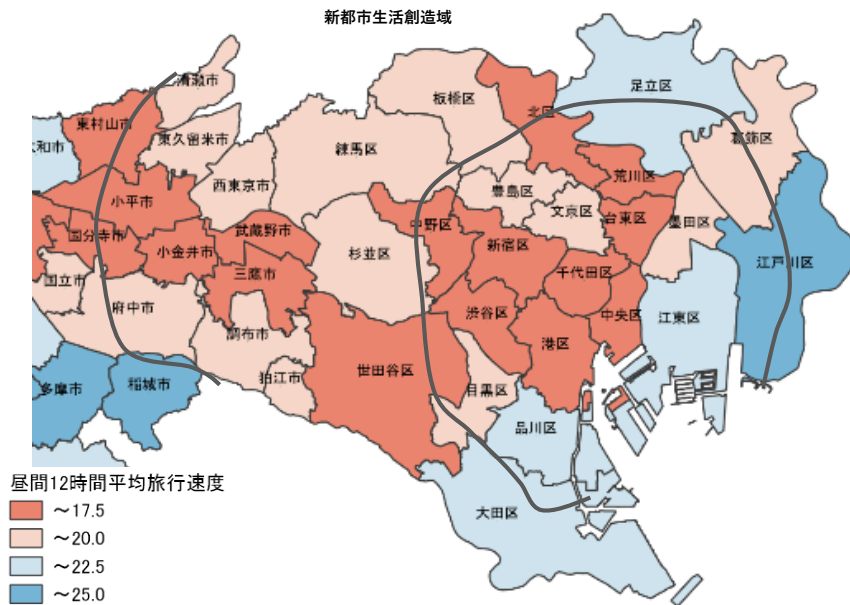 新都市生活創造域
清瀬市
足立区
板橋区
北区
東村山市
東久留米市
葛飾区
練馬区
西東京市
豊島区
荒川区
小平市
文京区
台東区
墨田区
中野区
武蔵野市
国分寺市
小金井市
新宿区
杉並区
江戸川区
三鷹市
千代田区
国立市
府中市
渋谷区
中央区
江東区
調布市
港区
世田谷区
狛江市
多摩市
稲城市
目黒区
品川区
大田区
昼間12時間平均旅行速度
～17.5
～20.0
～22.5
～25.0